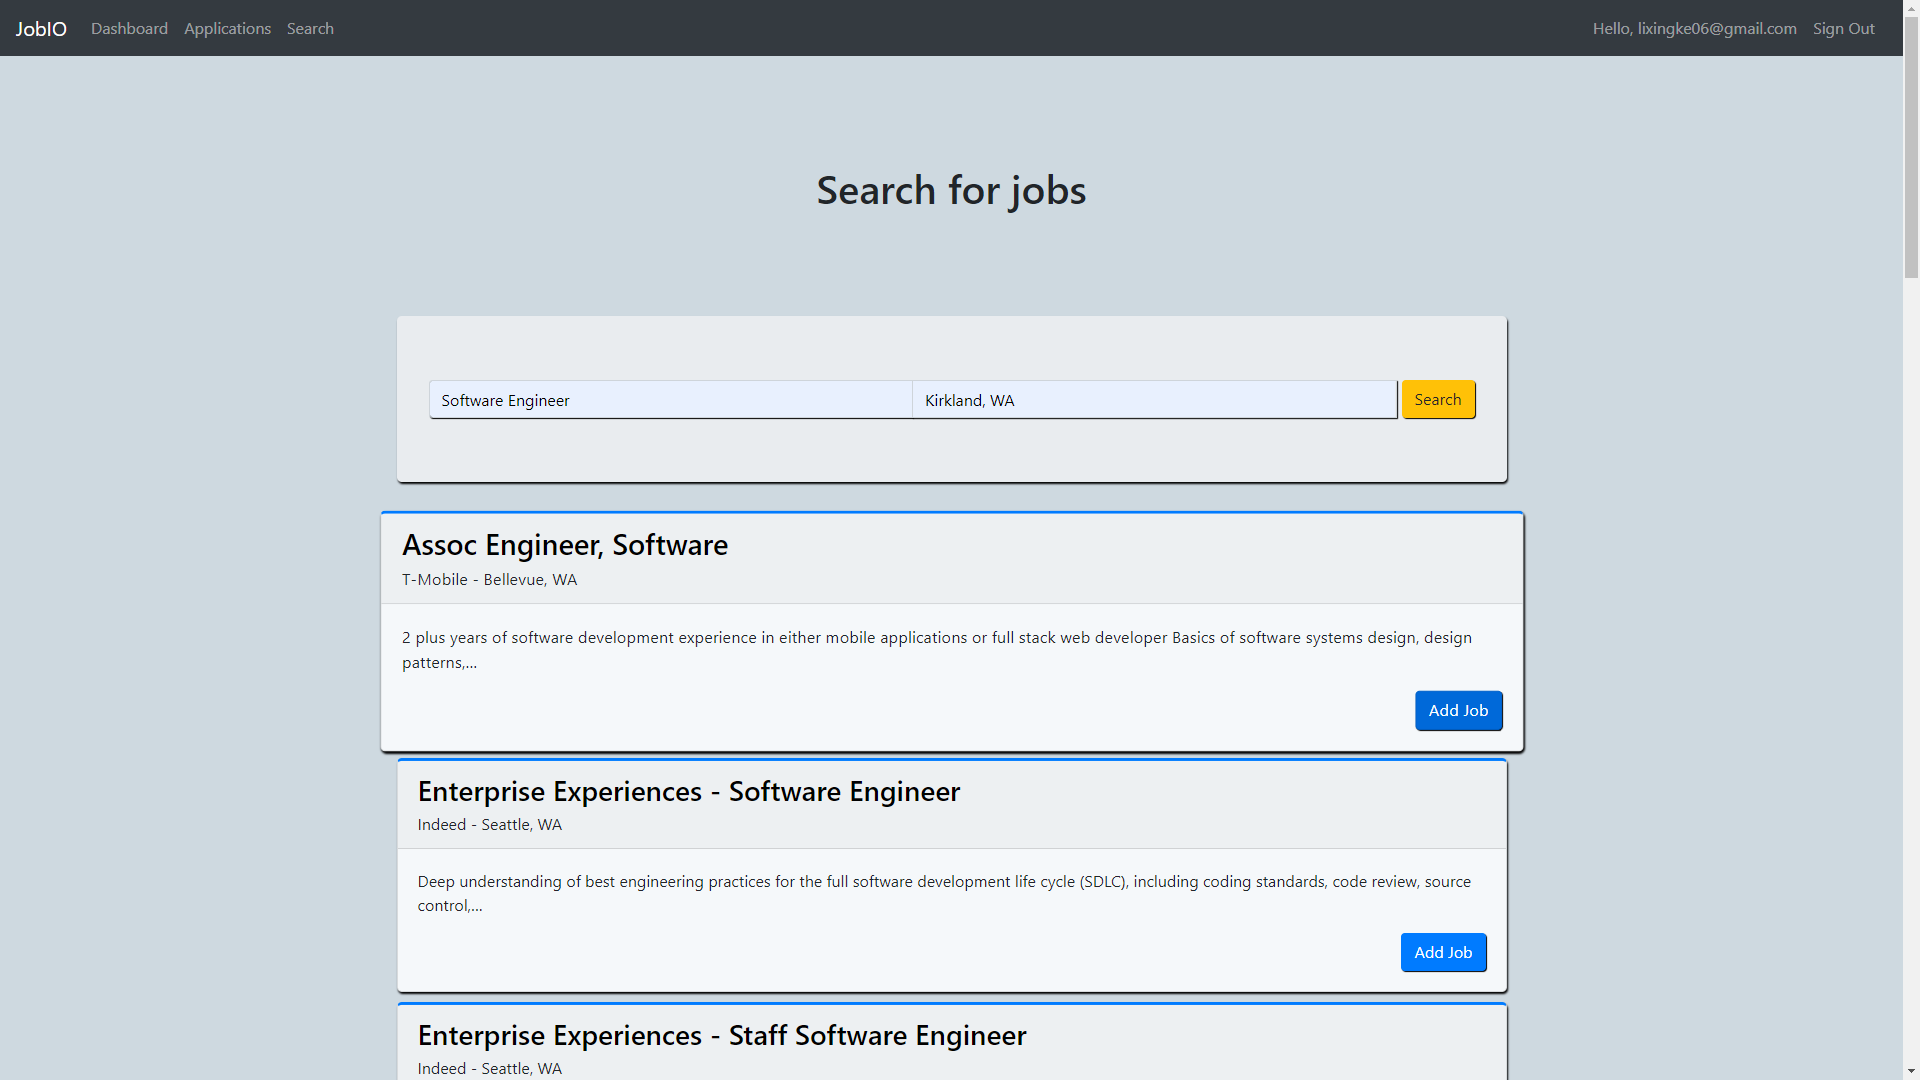 JobIO Dashboard Applications Search Hello, lixingke06@gmail.com Sign Out
Search for jobs
Software Engineer Kirkland, WA Search
Assoc Engineer, Software
T-Mobile - Bellevue, WA
2 plus years of software development experience in either mobile applications or full stack web developer Basics of software systems design, design
patterns,...
Add Job
Enterprise Experiences - Software Engineer
Indeed - Seattle, WA
Deep understanding of best engineering practices for the full software development life cycle (SDLC), including coding standards, code review, source
control,...
Add Job
Enterprise Experiences - Staff Software Engineer
Indeed - Seattle, WA